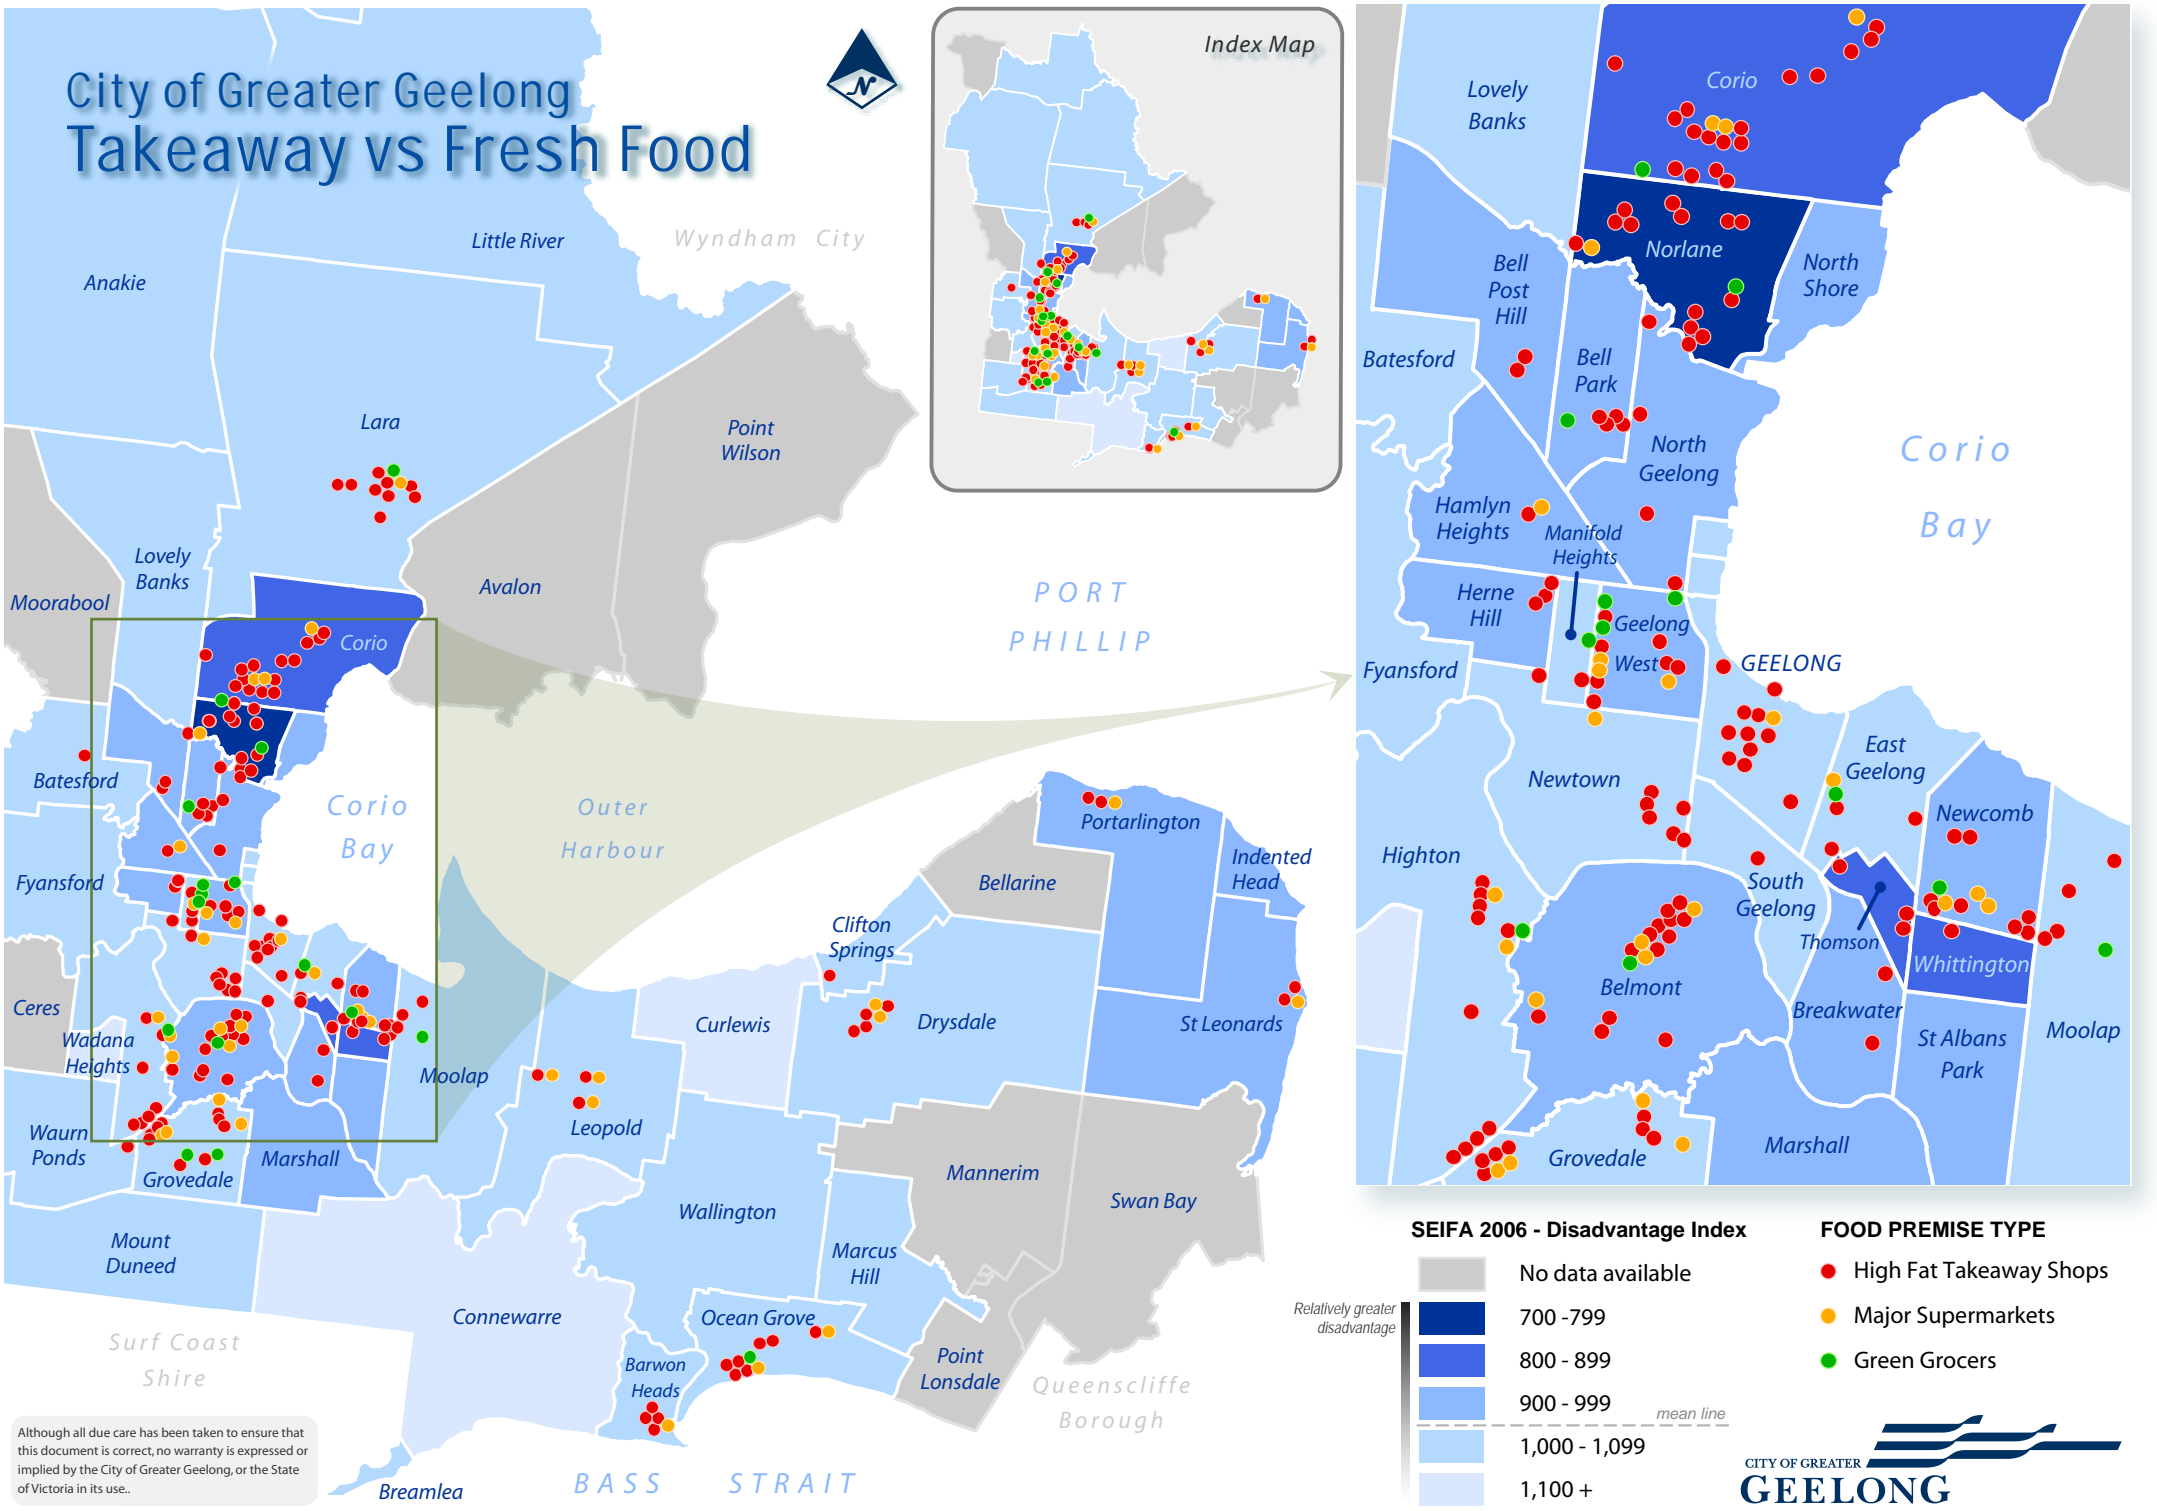 City of Greater Geelong
Takeaway vs Fresh Food
N
Index Map
Wyndham City
Little River
Anakie
Lara
Point
Wilson
Lovely
Banks
Moorabool
Avalon
PORT
PHILLIP
Corio
Batesford
Corio
Bay
Outer
Harbour
Fyansford
Ceres
Wadana
Heights
Waurn
Ponds
Grovedale
Marshall
Moolap
Leopold
Curlewis
Clifton
Springs
Drysdale
Bellarine
Portarlington
Indented
Head
St Leonards
Mannerim
Swan Bay
Wallington
Marcus
Hill
Mount
Duneed
Connewarre
Ocean Grove
Barwon
Heads
Point
Lonsdale
Queenscliffe
Borough
Surf Coast
Shire
Breamlea
BASS STRAIT
Although all due care has been taken to ensure that
this document is correct, no warranty is expressed or
implied by the City of Greater Geelong, or the State
of Victoria in its use..
Lovely
Banks
Corio
Norlane
North
Shore
Bell
Post
Hill
Batesford
Bell
Park
North
Geelong
Corio
Bay
Hamlyn
Heights
Manifold
Heights
Herne
Hill
Geelong
West
Fyansford
GEELONG
Newtown
East
Geelong
Newcomb
Highton
South
Geelong
Thomson
Whittington
Belmont
Breakwater
St Albans
Park
Moolap
Grovedale
Marshall
SEIFA 2006 - Disadvantage Index
No data available
Relatively greater
disadvantage
700 -799
800 - 899
900 - 999
mean line
1,000 - 1,099
1,100 +
FOOD PREMISE TYPE
High Fat Takeaway Shops
Major Supermarkets
Green Grocers
CITY OF GREATER
GEELONG